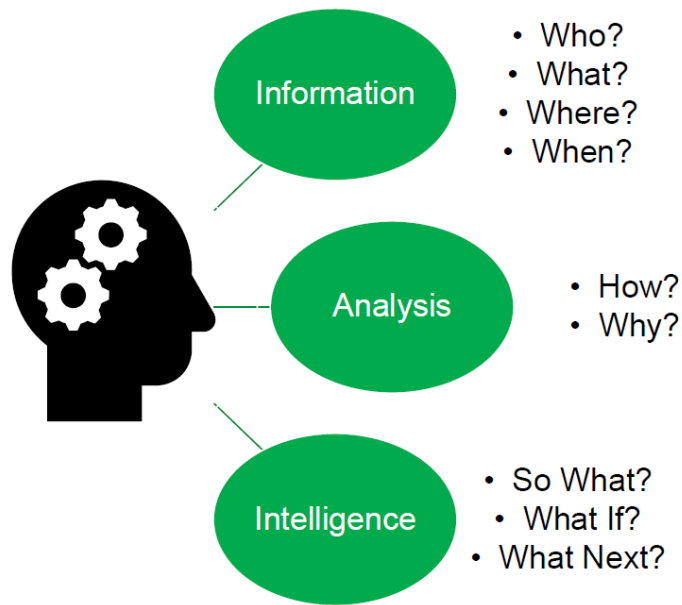 Information
• Who?
• What?
• Where?
• When?
Analysis
• How?
• Why?
Intelligence
• So What?
• What If?
• What Next?